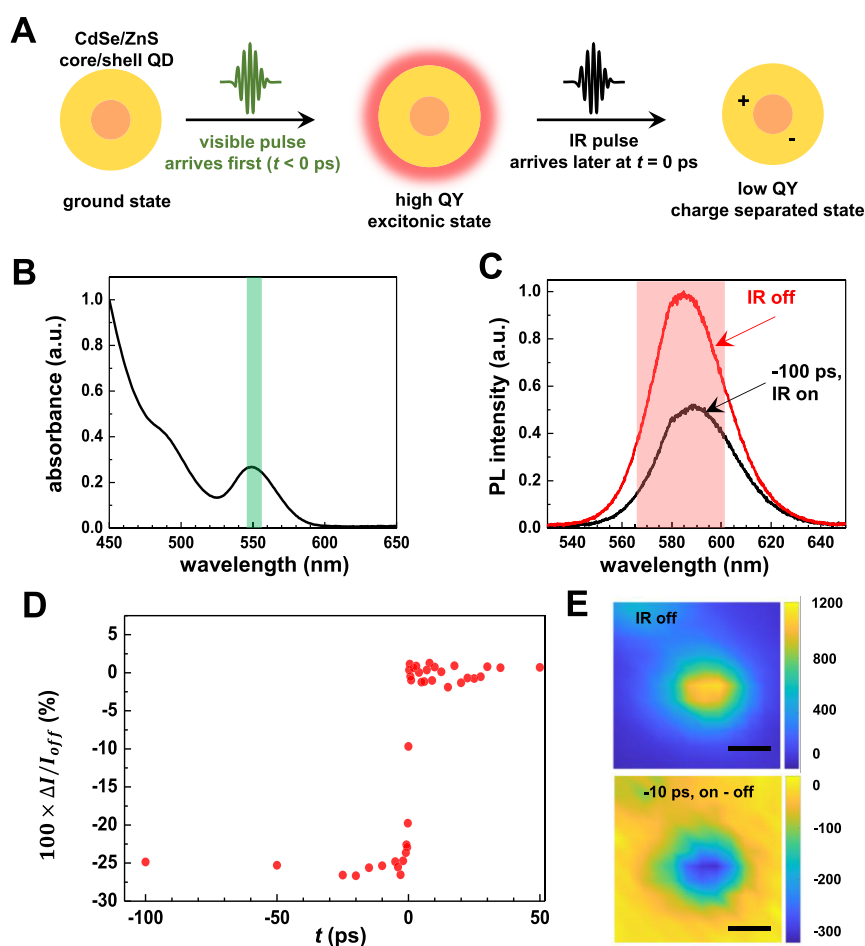 A
CdSe/ZnS
core/shell QD
visible pulse
arrives first (t < 0 ps)
IR pulse
arrives later at t = 0 ps
+
-
ground state
high QY
excitonic state
low QY
charge separated state
B
absorbance (a.u.)
1.0
0.8
0.6
0.4
0.2
0.0
450 500 550 600 650
wavelength (nm)
C
PL intensity (a.u.)
1.0
0.8
0.6
0.4
0.2
0.0
IR off
-100 ps,
IR on
540 560 580 600 620 640
wavelength (nm)
D
100 × ΔI/I_off (%)
5
0
-5
-10
-15
-20
-25
-30
-100 -50 0 50
t (ps)
E
IR off
1200
800
400
0
-10 ps, on - off
0
-100
-200
-300